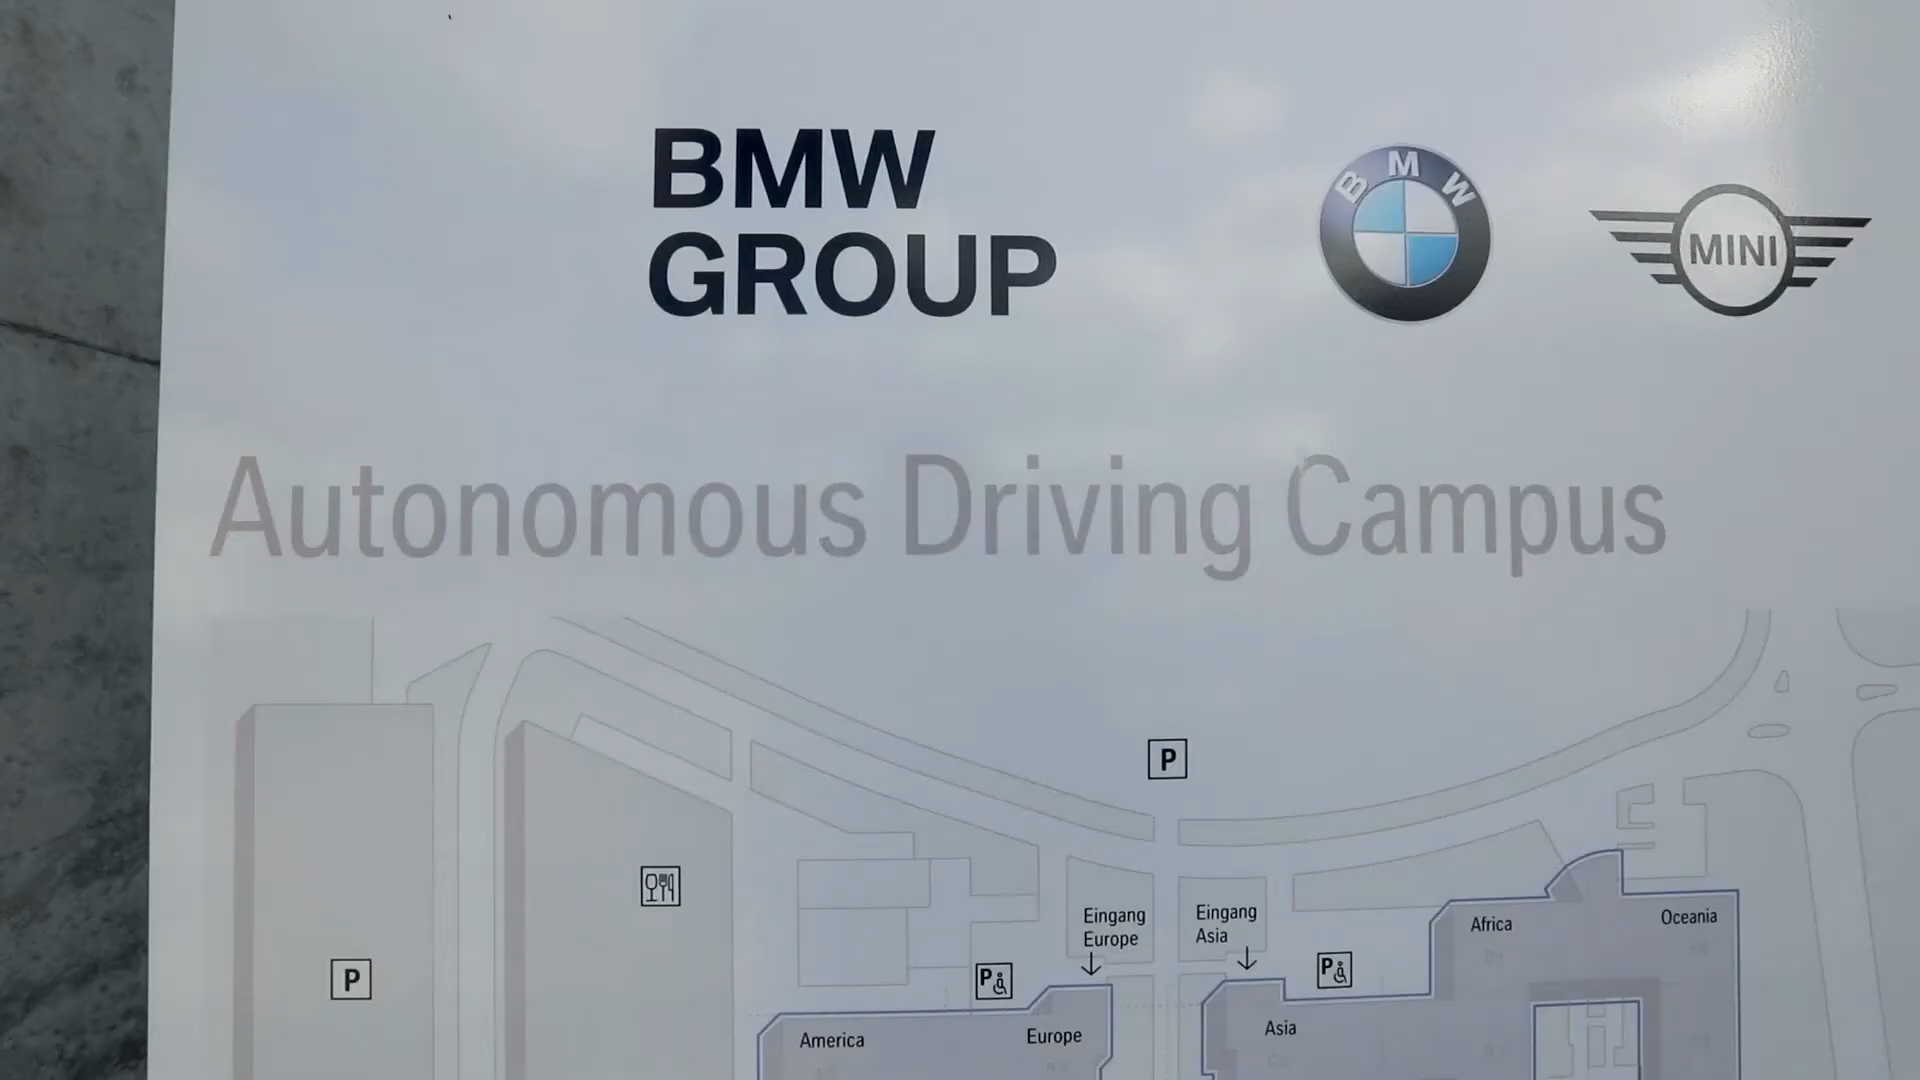 BMW
GROUP
BMW
MINI
Autonomous Driving Campus
P
Eingang
Europe
Eingang
Asia
Africa
Oceania
P
P
P
America
Europe
Asia